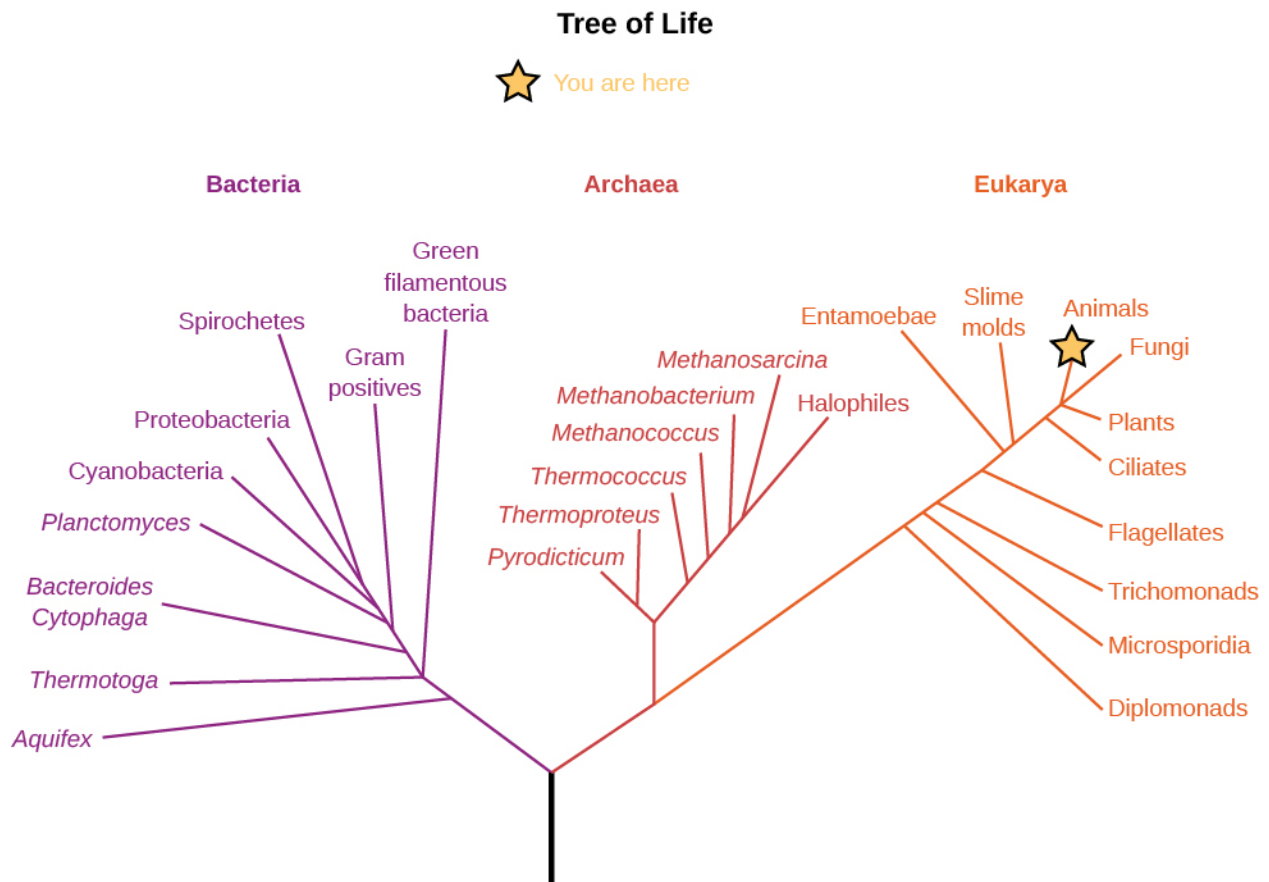 Tree of Life
You are here
Bacteria
Archaea
Eukarya
Green
filamentous
bacteria
Spirochetes
Gram
positives
Proteobacteria
Cyanobacteria
Planctomyces
Bacteroides
Cytophaga
Thermotoga
Aquifex
Methanosarcina
Methanobacterium
Halophiles
Methanococcus
Thermococcus
Thermoproteus
Pyrodicticum
Entamoebae
Slime
molds
Animals
Fungi
Plants
Ciliates
Flagellates
Trichomonads
Microsporidia
Diplomonads